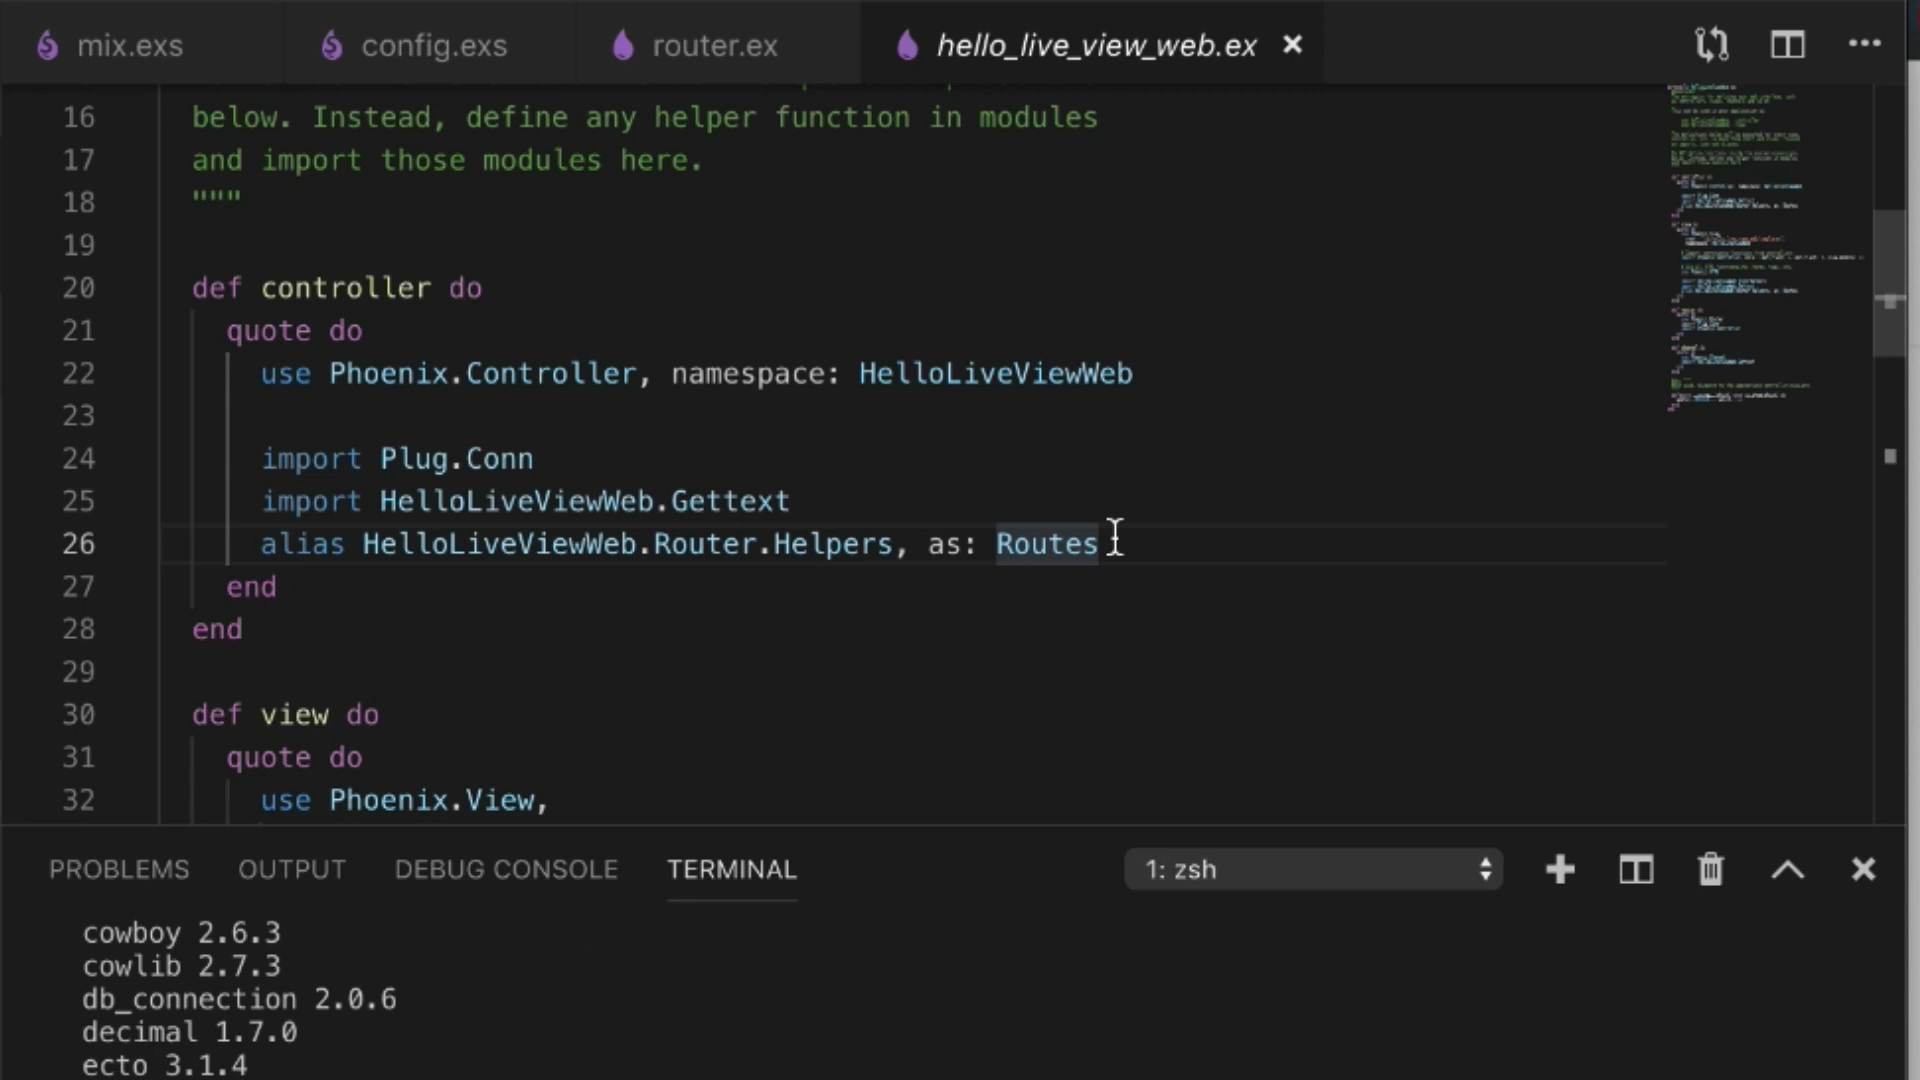 mix.exs
config.exs
router.ex
hello_live_view_web.ex
16 below. Instead, define any helper function in modules
17 and import those modules here.
18 """
19
20 def controller do
21 quote do
22 use Phoenix.Controller, namespace: HelloLiveViewWeb
23
24 import Plug.Conn
25 import HelloLiveViewWeb.Gettext
26 alias HelloLiveViewWeb.Router.Helpers, as: Routes
27 end
28 end
29
30 def view do
31 quote do
32 use Phoenix.View,
PROBLEMS OUTPUT DEBUG CONSOLE TERMINAL 1: zsh
cowboy 2.6.3
cowlib 2.7.3
db_connection 2.0.6
decimal 1.7.0
ecto 3.1.4